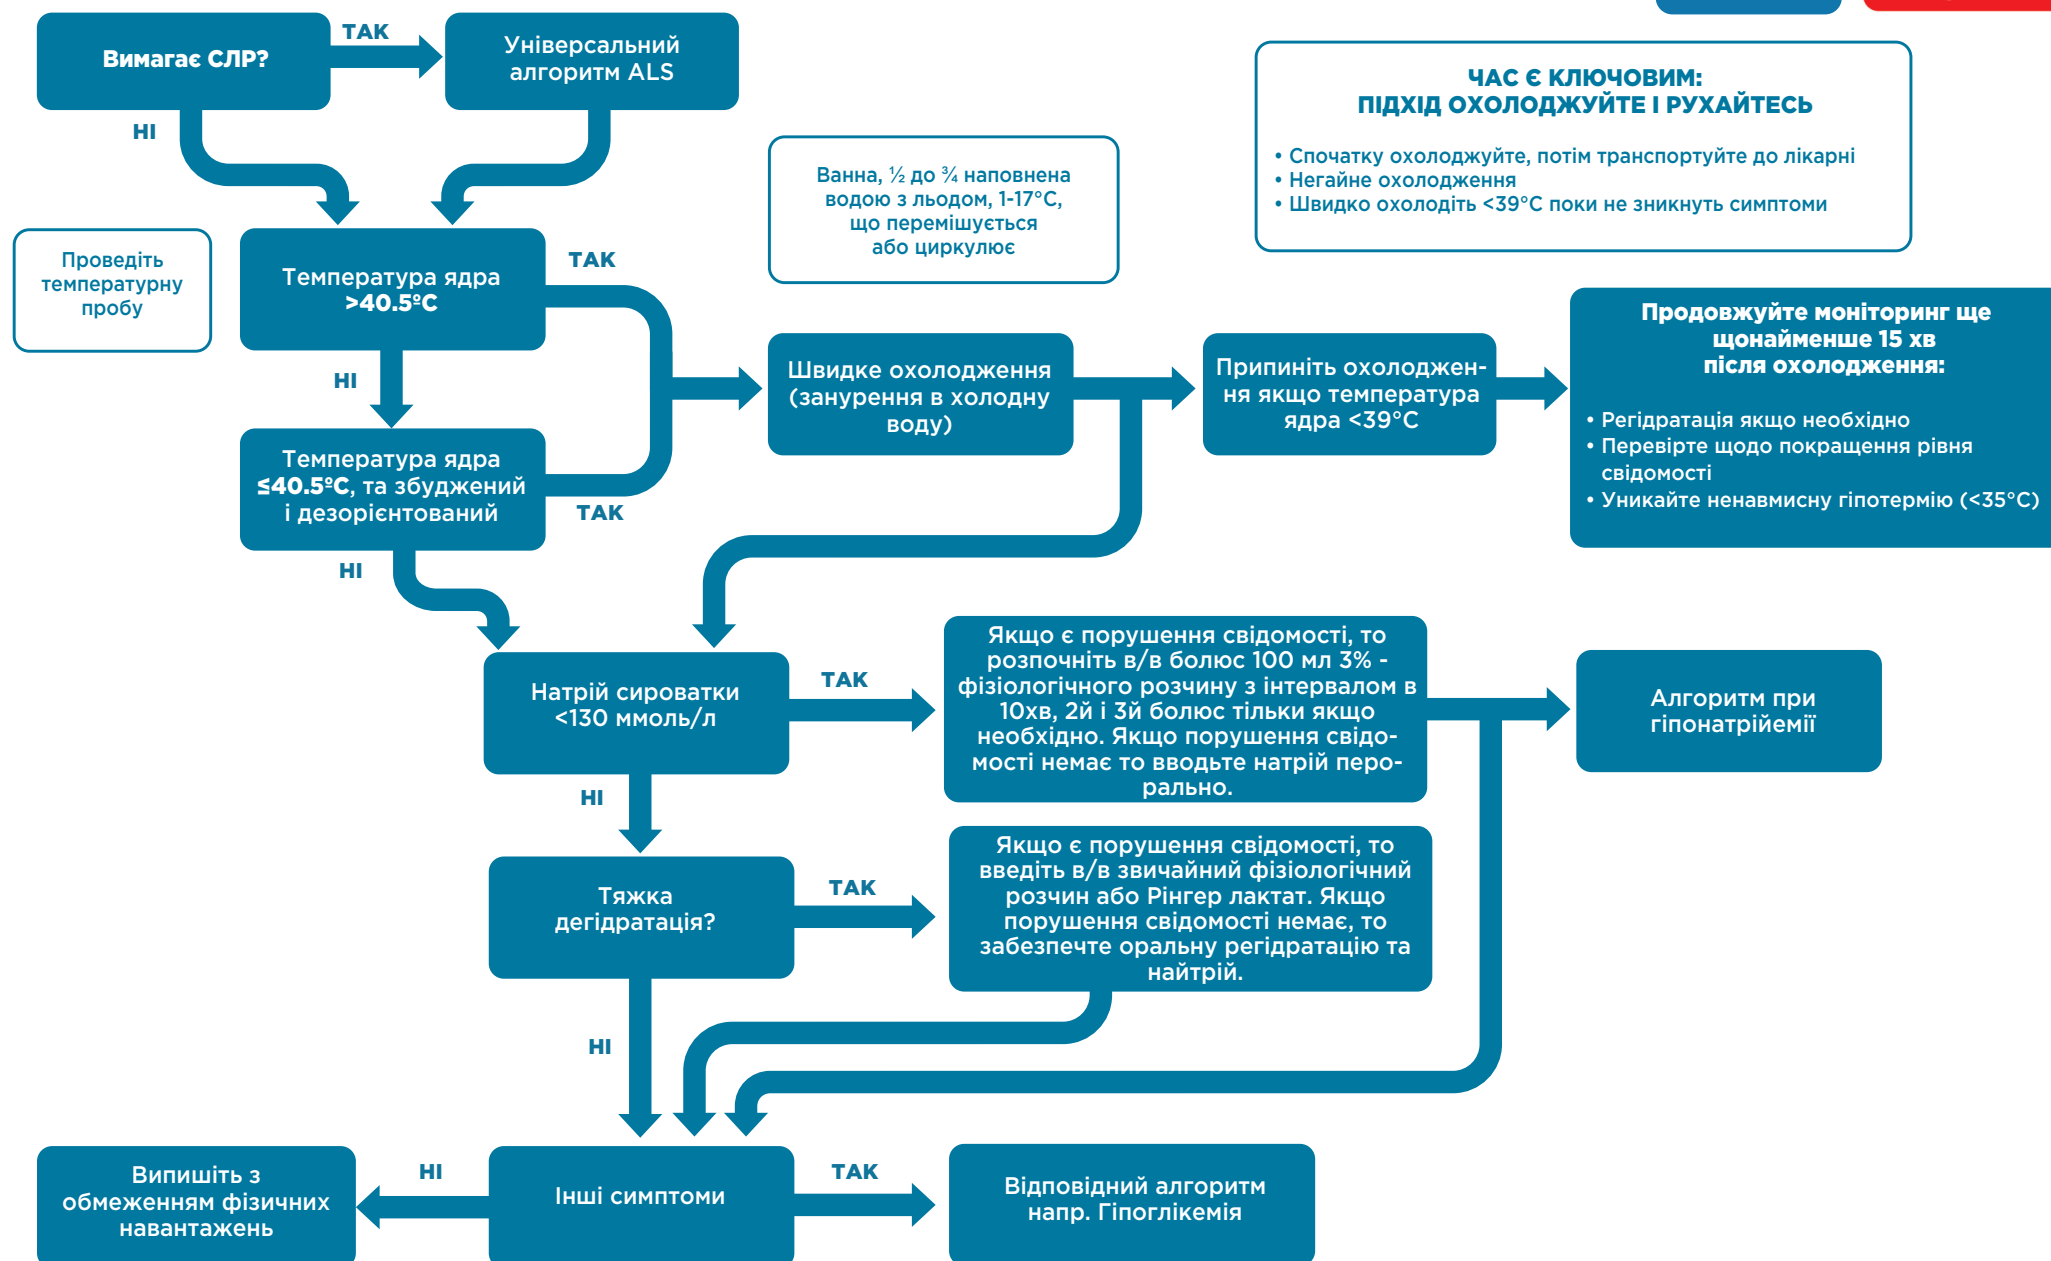 Вимагає СЛР?
ТАК
Універсальний
алгоритм ALS
НІ
ЧАС Є КЛЮЧОВИМ:
ПІДХІД ОХОЛОДЖУЙТЕ І РУХАЙТЕСЬ
• Спочатку охолоджуйте, потім транспортуйте до лікарні
• Негайне охолодження
• Швидко охолодіть <39°C поки не зникнуть симптоми
Ванна, ½ до ¾ наповнена
водою з льодом, 1-17°C,
що перемішується
або циркулює
Проведіть
температурну
пробу
Температура ядра
>40.5ºC
ТАК
НІ
Температура ядра
≤40.5ºC, та збуджений
і дезорієнтований
ТАК
НІ
Швидке охолодження
(занурення в холодну
воду)
Припиніть охолоджен-
ня якщо температура
ядра <39°C
Продовжуйте моніторинг ще
щонайменше 15 хв
після охолодження:
• Регідратація якщо необхідно
• Перевірте щодо покращення рівня
свідомості
• Уникайте ненавмисну гіпотермію (<35°C)
Натрій сироватки
<130 ммоль/л
ТАК
НІ
Якщо є порушення свідомості, то
розпочніть в/в болюс 100 мл 3% -
фізіологічного розчину з інтервалом в
10хв, 2й і 3й болюс тільки якщо
необхідно. Якщо порушення свідо-
мості немає то вводьте натрій перо-
рально.
Алгоритм при
гіпонатрійемії
Тяжка
дегідратація?
ТАК
НІ
Якщо є порушення свідомості, то
введіть в/в звичайний фізіологічний
розчин або Рінгер лактат. Якщо
порушення свідомості немає, то
забезпечте оральну регідратацію та
найтрій.
Випишіть з
обмеженням фізичних
навантажень
НІ
Інші симптоми
ТАК
Відповідний алгоритм
напр. Гіпоглікемія